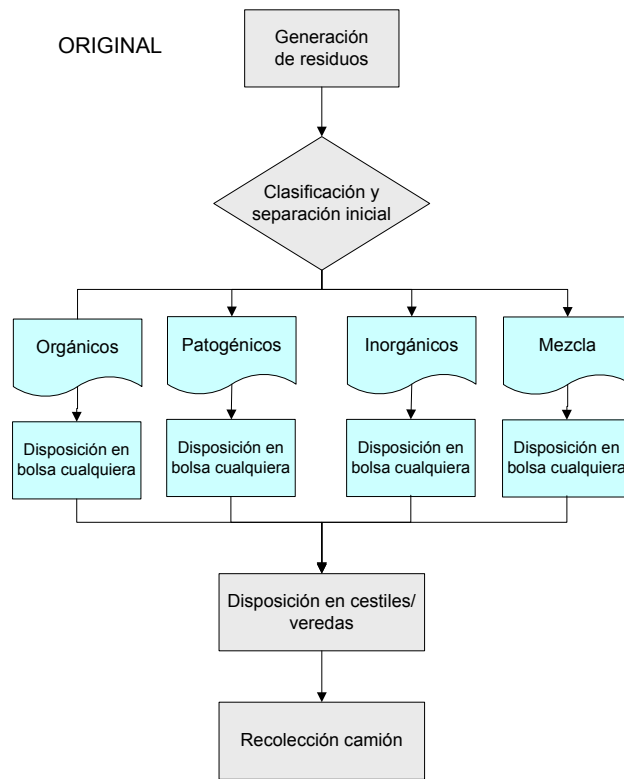 ORIGINAL
Generación
de residuos
Clasificación y
separación inicial
Orgánicos
Patogénicos
Inorgánicos
Mezcla
Disposición en
bolsa cualquiera
Disposición en
bolsa cualquiera
Disposición en
bolsa cualquiera
Disposición en
bolsa cualquiera
Disposición en cestiles/
veredas
Recolección camión